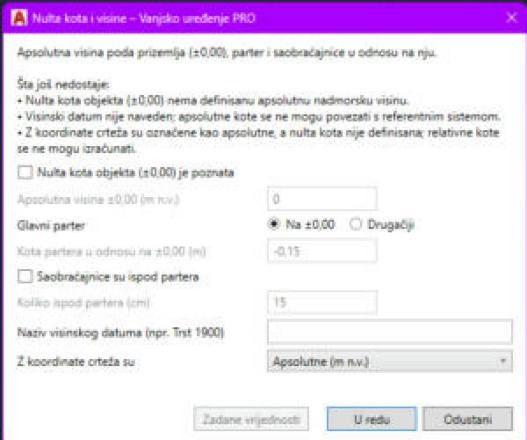 A Nulta kota i visine – Vanjsko uređenje PRO
Apsolutna visina poda prizemlja (±0,00), parter i saobraćajnice u odnosu na nju.
Šta još nedostaje:
• Nulta kota objekta (±0,00) nema definisanu apsolutnu nadmorsku visinu.
• Visinski datum nije naveden; apsolutne kote se ne mogu povezati s referentnim sistemom.
• Z koordinate crteža su označene kao apsolutne, a nulta kota nije definisana; relativne kote
se ne mogu izračunati.
Nulta kota objekta (±0,00) je poznata
Apsolutna visina ±0,00 (m n.v.) 0
Glavni parter Na ±0,00 Drugačiji
Kota partera u odnosu na ±0,00 (m) -0,15
Saobraćajnice su ispod partera
Koliko ispod partera (cm) 15
Naziv visinskog datuma (npr. Trst 1900)
Z koordinate crteža su Apsolutne (m n.v.)
Zadane vrijednosti U redu Odustani